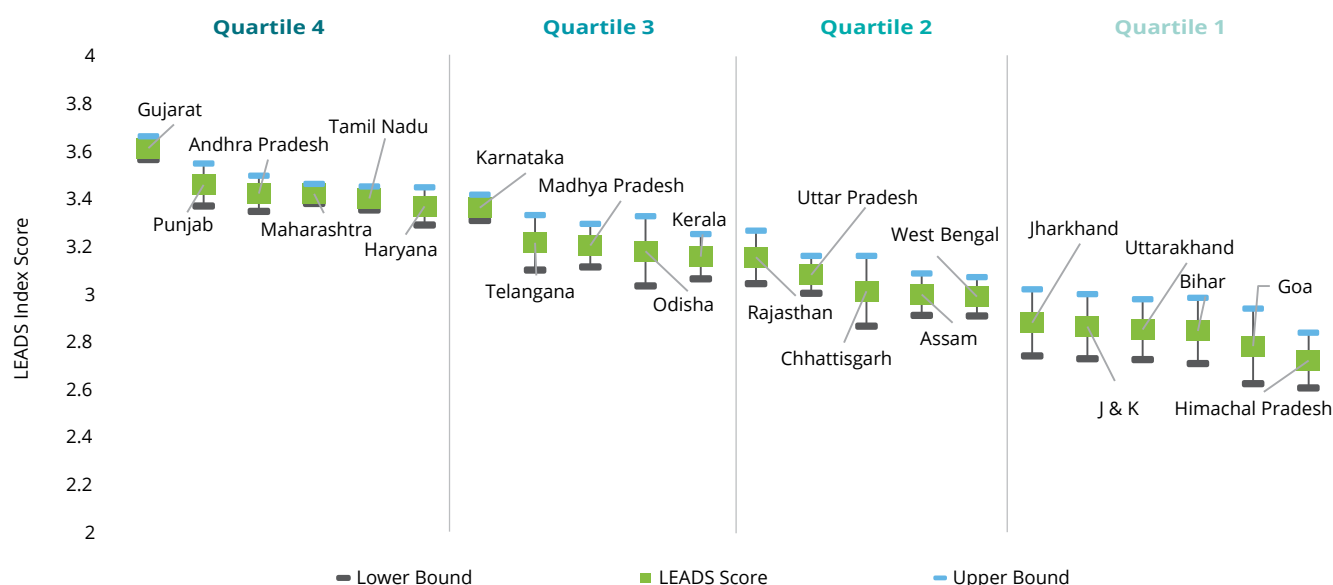 Quartile 4 Quartile 3 Quartile 2 Quartile 1
LEADS Index Score
4
3.8
3.6
3.4
3.2
3
2.8
2.6
2.4
2.2
2
Gujarat
Punjab
Andhra Pradesh
Maharashtra
Tamil Nadu
Haryana
Karnataka
Telangana
Madhya Pradesh
Odisha
Kerala
Rajasthan
Uttar Pradesh
Chhattisgarh
Assam
West Bengal
Jharkhand
J & K
Uttarakhand
Bihar
Goa
Himachal Pradesh
Lower Bound LEADS Score Upper Bound